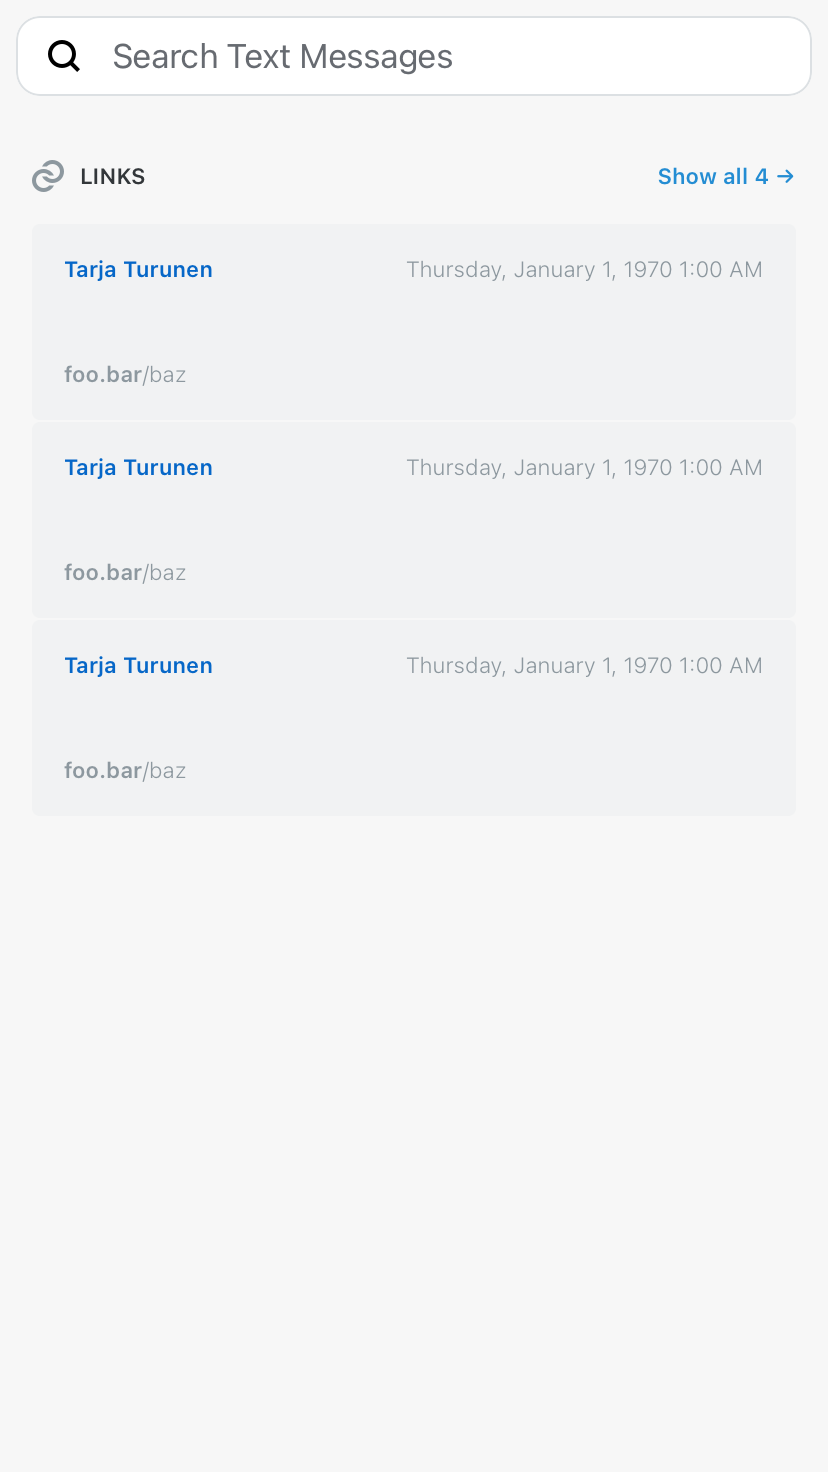 Search Text Messages
LINKS
Show all 4 →
Tarja Turunen
Thursday, January 1, 1970 1:00 AM
foo.bar/baz
Tarja Turunen
Thursday, January 1, 1970 1:00 AM
foo.bar/baz
Tarja Turunen
Thursday, January 1, 1970 1:00 AM
foo.bar/baz